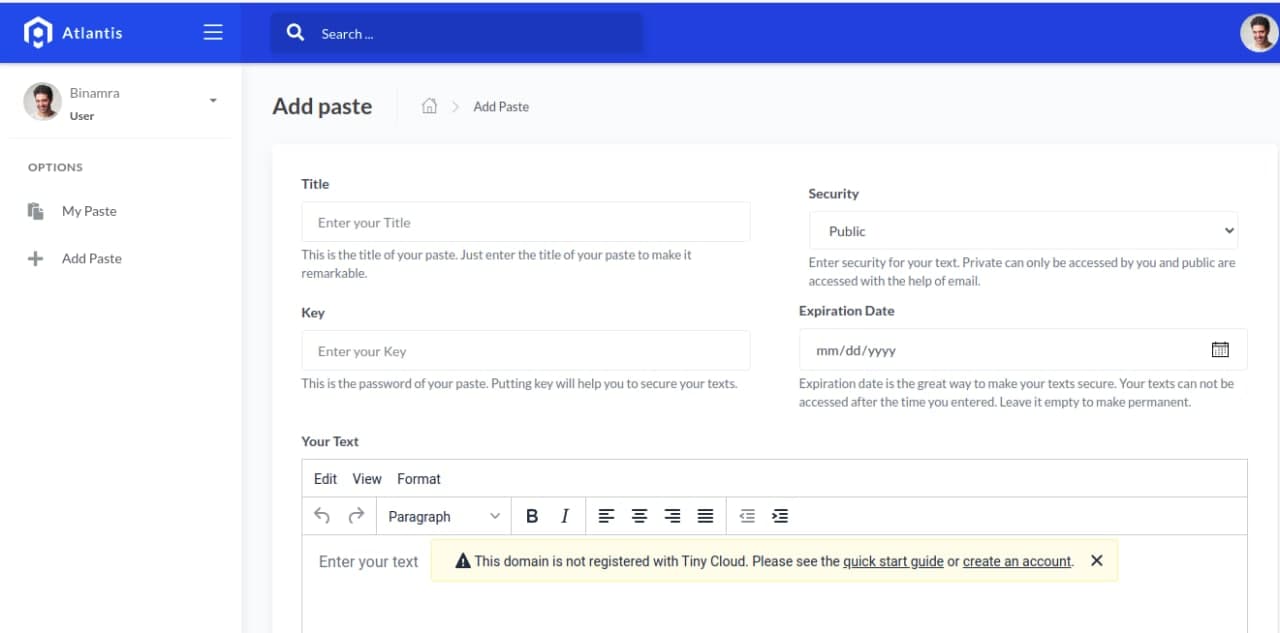 Atlantis
Search ...
Binamra
User
OPTIONS
My Paste
Add Paste
Add paste
Add Paste
Title
Enter your Title
This is the title of your paste. Just enter the title of your paste to make it
remarkable.
Security
Public
Enter security for your text. Private can only be accessed by you and public are
accessed with the help of email.
Key
Enter your Key
This is the password of your paste. Putting key will help you to secure your texts.
Expiration Date
mm/dd/yyyy
Expiration date is the great way to make your texts secure. Your texts can not be
accessed after the time you entered. Leave it empty to make permanent.
Your Text
Edit View Format
Paragraph B I
Enter your text
This domain is not registered with Tiny Cloud. Please see the quick start guide or create an account.